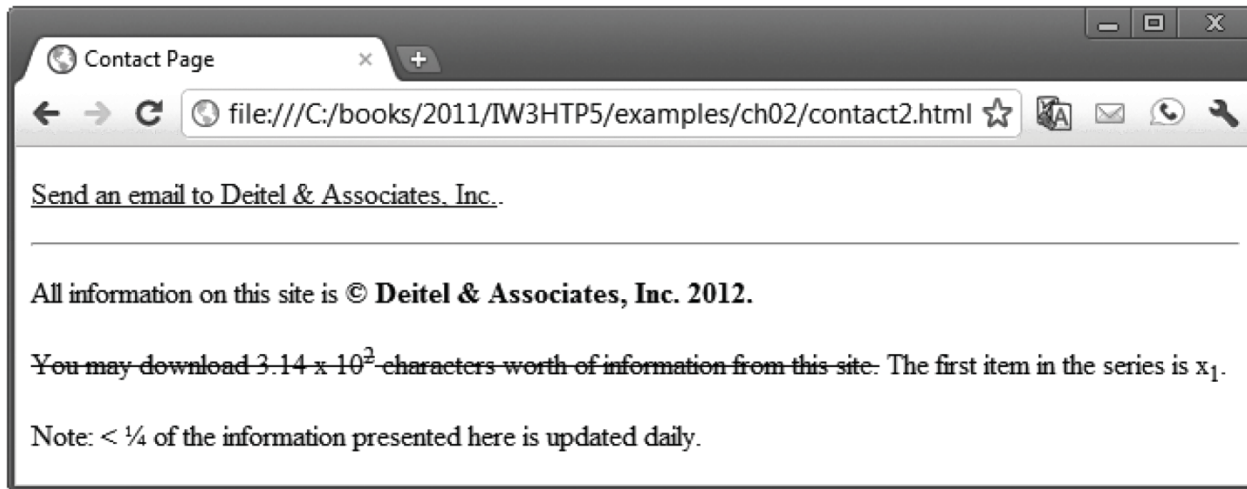 Contact Page
file:///C:/books/2011/IW3HTP5/examples/ch02/contact2.html
Send an email to Deitel & Associates, Inc..
All information on this site is © Deitel & Associates, Inc. 2012.
You may download 3.14 x 10² characters worth of information from this site. The first item in the series is x₁.
Note: < ¼ of the information presented here is updated daily.